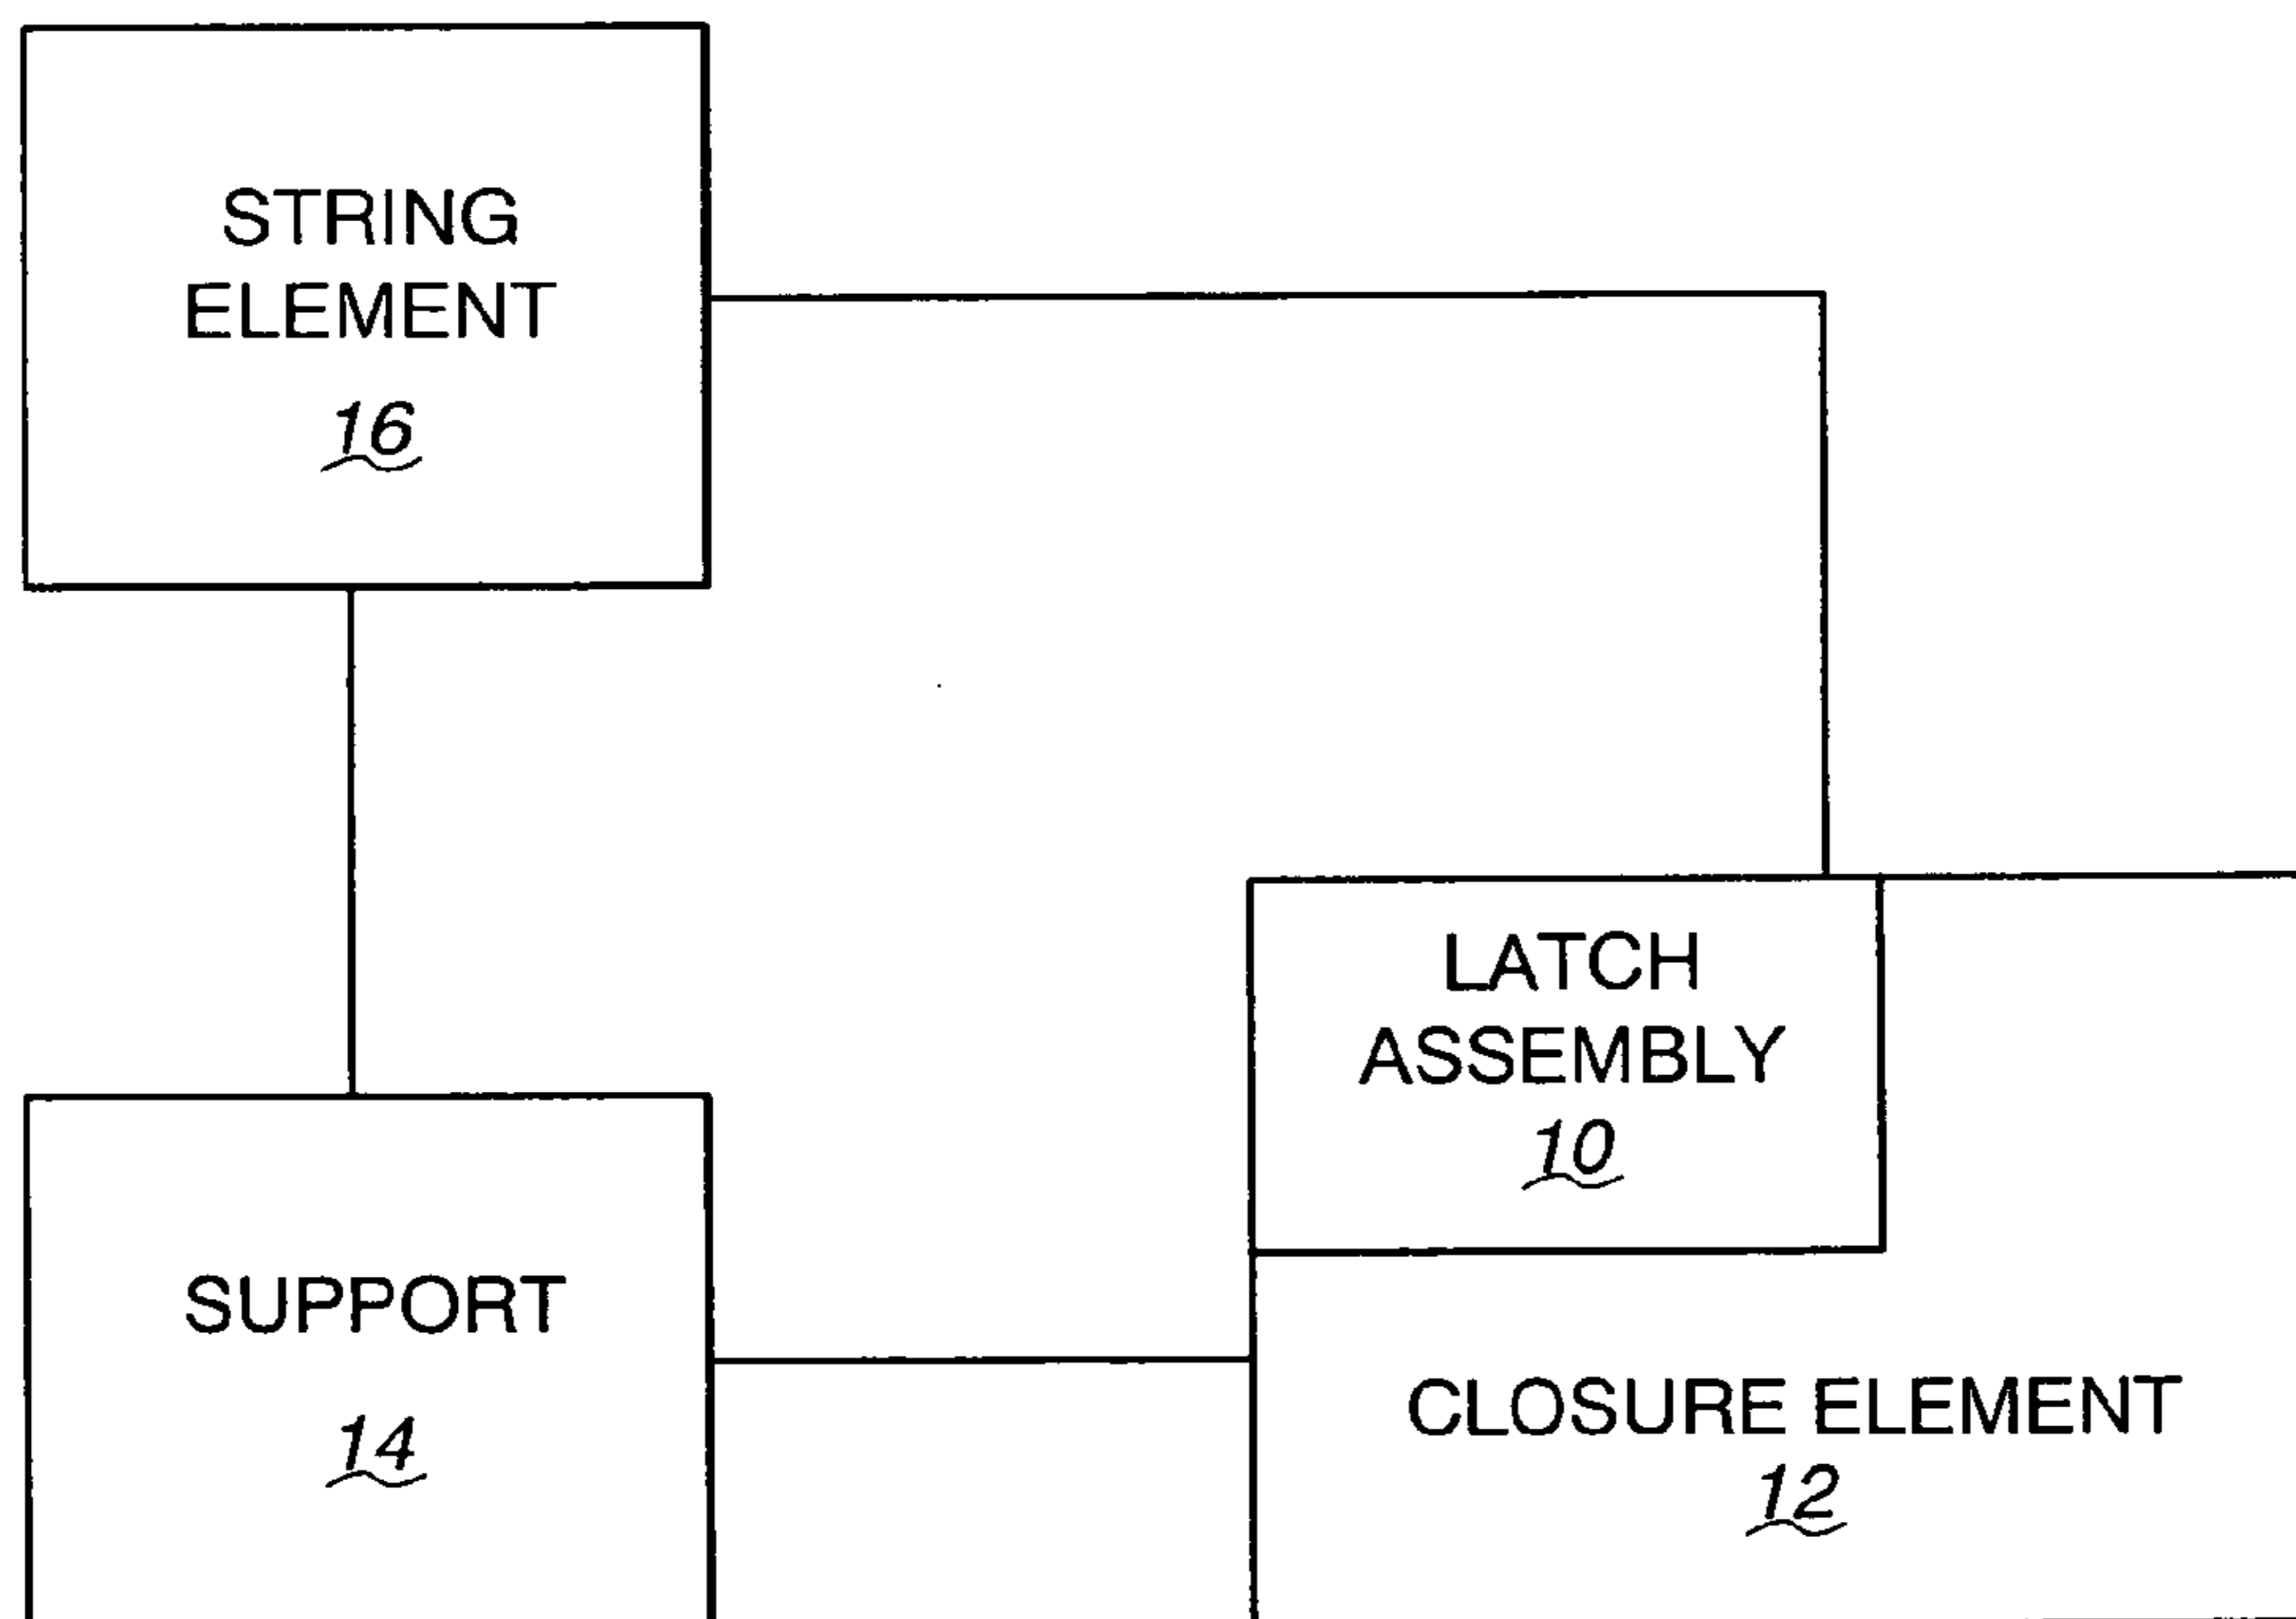 STRING
ELEMENT
16
LATCH
ASSEMBLY
10
SUPPORT
14
CLOSURE ELEMENT
12